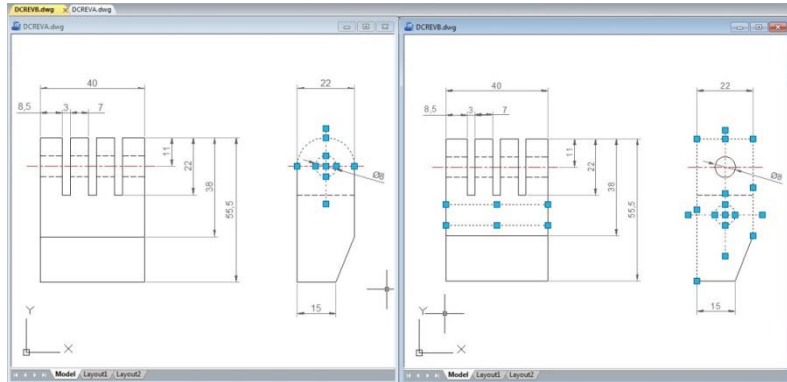 DCREVB.dwg DCREVA.dwg
DCREVA.dwg
40
22
8,5 3 7
11
22
38
55,5
Ø8
15
Y
X
Model Layout1 Layout2
DCREVB.dwg
40
22
8,5 3 7
11
22
38
55,5
Ø8
15
Y
X
Model Layout1 Layout2